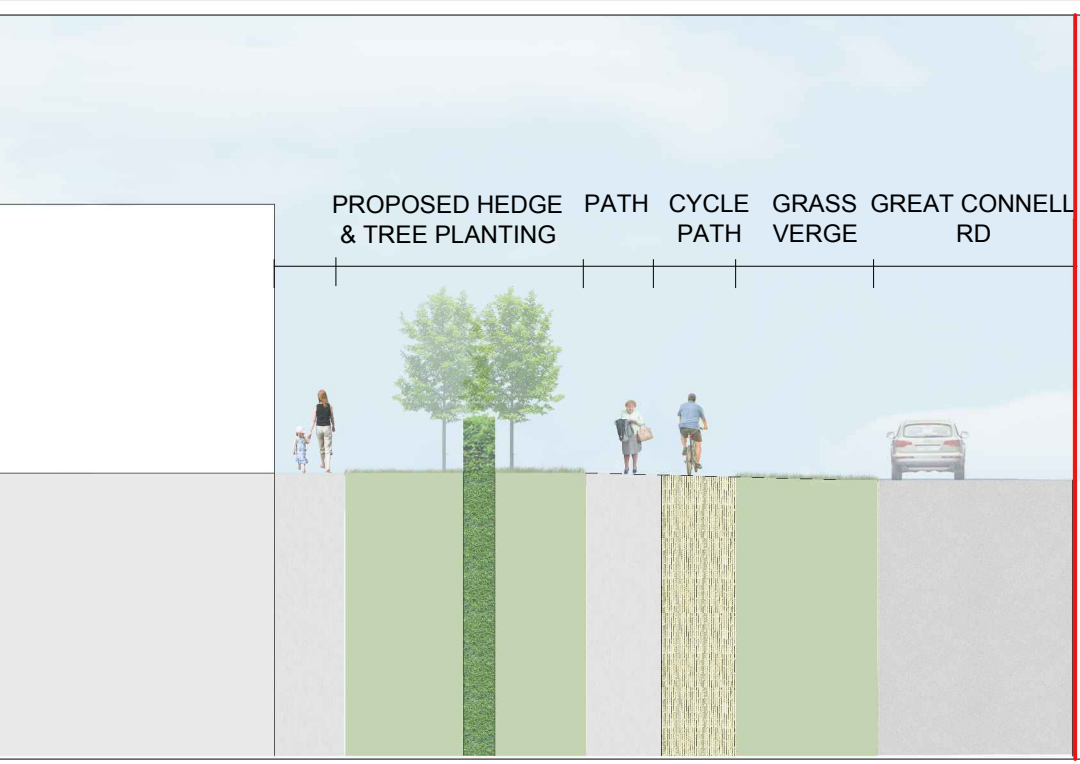 PROPOSED HEDGE
& TREE PLANTING
PATH
CYCLE
PATH
GRASS
VERGE
GREAT CONNELL
RD